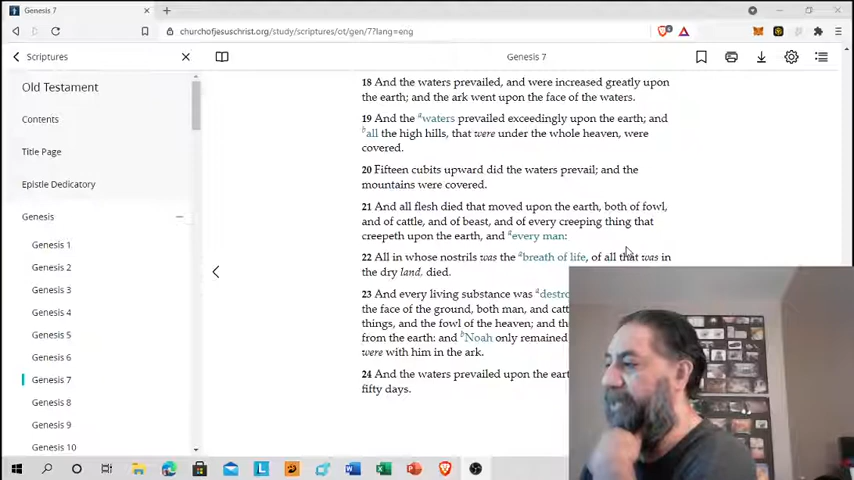 Genesis 7
churchofjesuschrist.org/study/scriptures/ot/gen/7?lang=eng
Scriptures
Genesis 7
Old Testament
Contents
Title Page
Epistle Dedicatory
Genesis
Genesis 1
Genesis 2
Genesis 3
Genesis 4
Genesis 5
Genesis 6
Genesis 7
Genesis 8
Genesis 9
Genesis 10
18 And the waters prevailed, and were increased greatly upon
the earth; and the ark went upon the face of the waters.
19 And the awaters prevailed exceedingly upon the earth; and
ball the high hills, that were under the whole heaven, were
covered.
20 Fifteen cubits upward did the waters prevail; and the
mountains were covered.
21 And all flesh died that moved upon the earth, both of fowl,
and of cattle, and of beast, and of every creeping thing that
creepeth upon the earth, and aevery man:
22 All in whose nostrils was the abreath of life, of all that was in
the dry land, died.
23 And every living substance was adestro
the face of the ground, both man, and catt
things, and the fowl of the heaven; and the
from the earth: and bNoah only remained
were with him in the ark.
24 And the waters prevailed upon the eart
fifty days.